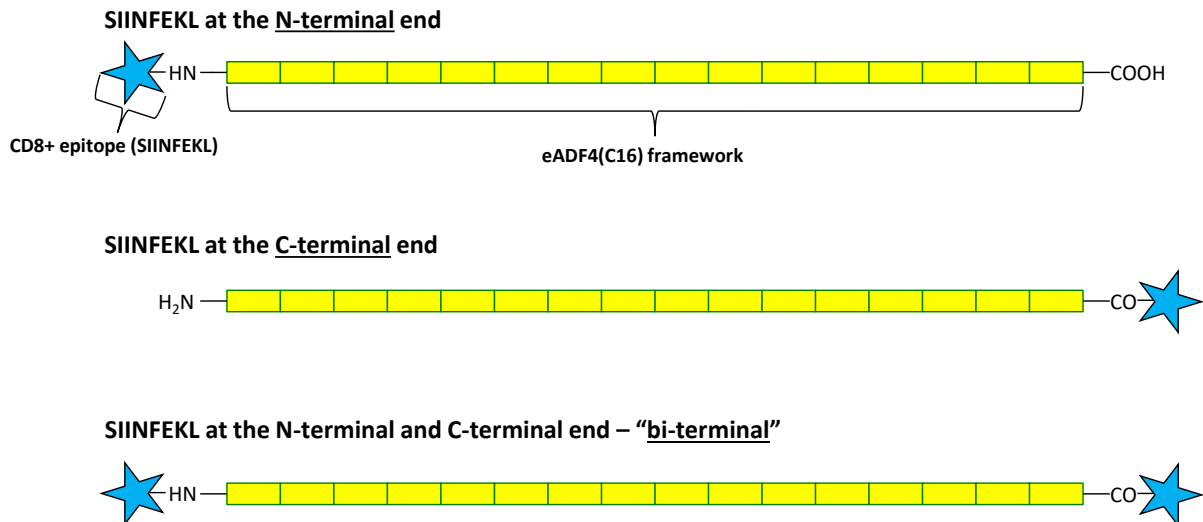 SIINFEKL at the N-terminal end
HN
COOH
CD8+ epitope (SIINFEKL)
eADF4(C16) framework
SIINFEKL at the C-terminal end
H₂N
CO
SIINFEKL at the N-terminal and C-terminal end – “bi-terminal”
HN
CO